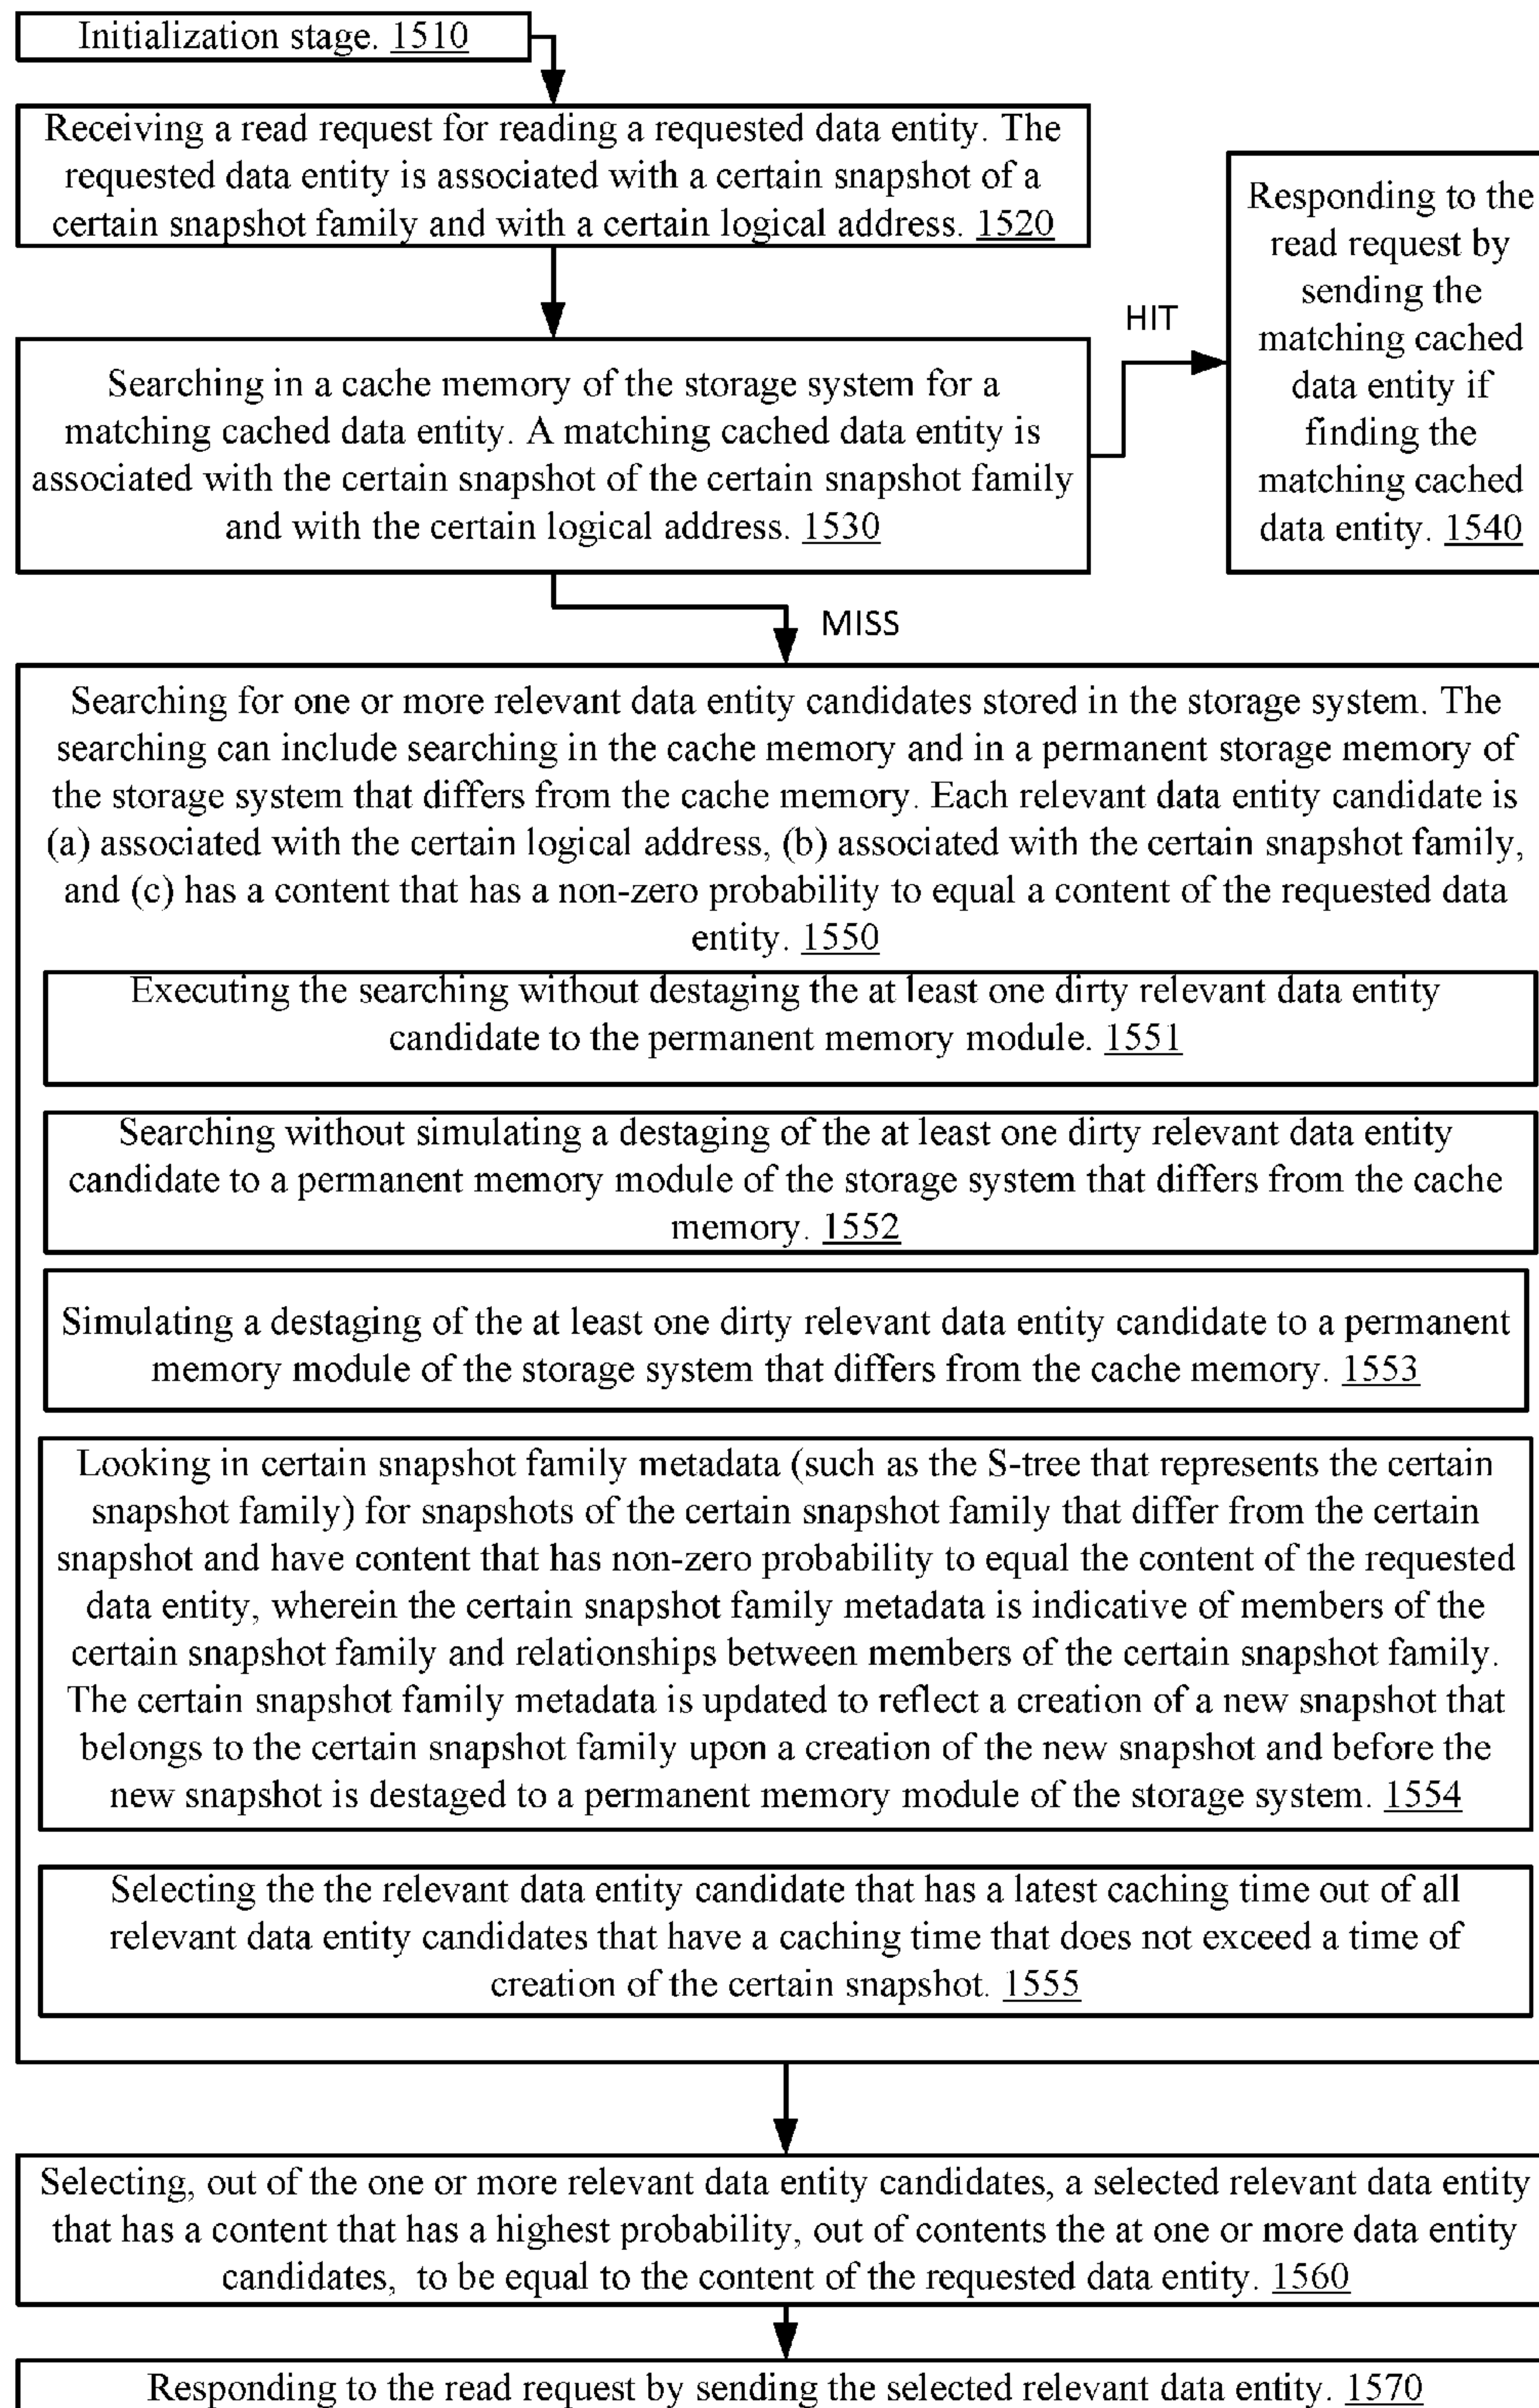 Initialization stage. 1510
Receiving a read request for reading a requested data entity. The
requested data entity is associated with a certain snapshot of a
certain snapshot family and with a certain logical address. 1520
Searching in a cache memory of the storage system for a
matching cached data entity. A matching cached data entity is
associated with the certain snapshot of the certain snapshot family
and with the certain logical address. 1530
HIT
Responding to the
read request by
sending the
matching cached
data entity if
finding the
matching cached
data entity. 1540
MISS
Searching for one or more relevant data entity candidates stored in the storage system. The
searching can include searching in the cache memory and in a permanent storage memory of
the storage system that differs from the cache memory. Each relevant data entity candidate is
(a) associated with the certain logical address, (b) associated with the certain snapshot family,
and (c) has a content that has a non-zero probability to equal a content of the requested data
entity. 1550
Executing the searching without destaging the at least one dirty relevant data entity
candidate to the permanent memory module. 1551
Searching without simulating a destaging of the at least one dirty relevant data entity
candidate to a permanent memory module of the storage system that differs from the cache
memory. 1552
Simulating a destaging of the at least one dirty relevant data entity candidate to a permanent
memory module of the storage system that differs from the cache memory. 1553
Looking in certain snapshot family metadata (such as the S-tree that represents the certain
snapshot family) for snapshots of the certain snapshot family that differ from the certain
snapshot and have content that has non-zero probability to equal the content of the requested
data entity, wherein the certain snapshot family metadata is indicative of members of the
certain snapshot family and relationships between members of the certain snapshot family.
The certain snapshot family metadata is updated to reflect a creation of a new snapshot that
belongs to the certain snapshot family upon a creation of the new snapshot and before the
new snapshot is destaged to a permanent memory module of the storage system. 1554
Selecting the the relevant data entity candidate that has a latest caching time out of all
relevant data entity candidates that have a caching time that does not exceed a time of
creation of the certain snapshot. 1555
Selecting, out of the one or more relevant data entity candidates, a selected relevant data entity
that has a content that has a highest probability, out of contents the at one or more data entity
candidates, to be equal to the content of the requested data entity. 1560
Responding to the read request by sending the selected relevant data entity. 1570